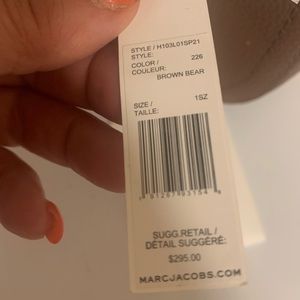 STYLE / H103L01SP21
STYLE:
COLOR / 226
COULEUR:
BROWN BEAR
SIZE / 1SZ
TAILLE:
SUGG.RETAIL /
DÉTAIL SUGGÉRÉ:
$295.00
MARCJACOBS.COM